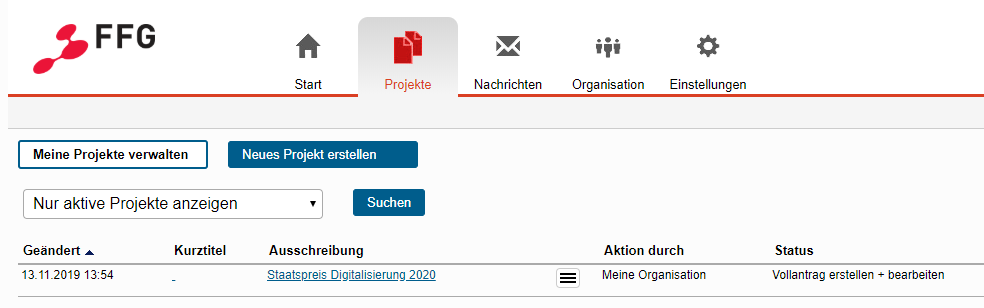 FFG
Start Projekte Nachrichten Organisation Einstellungen
Meine Projekte verwalten Neues Projekt erstellen
Nur aktive Projekte anzeigen Suchen
Geändert Kurztitel Ausschreibung Aktion durch Status
13.11.2019 13:54 - Staatspreis Digitalisierung 2020 Meine Organisation Vollantrag erstellen + bearbeiten